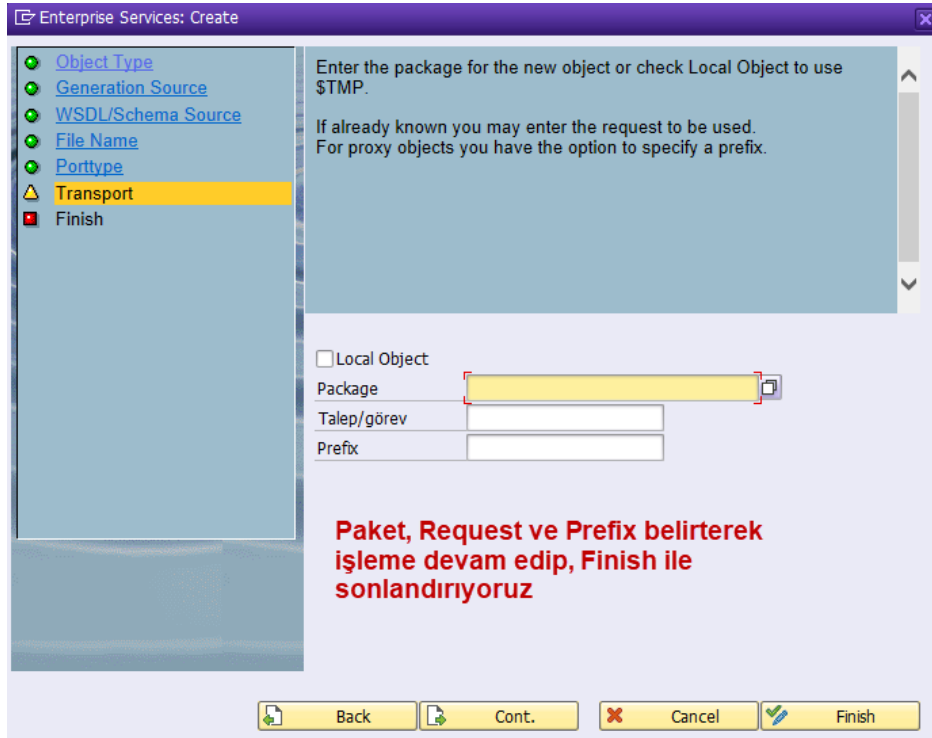 Enterprise Services: Create
Object Type
Generation Source
WSDL/Schema Source
File Name
Porttype
Transport
Finish
Enter the package for the new object or check Local Object to use
$TMP.
If already known you may enter the request to be used.
For proxy objects you have the option to specify a prefix.
Local Object
Package
Talep/görev
Prefix
Paket, Request ve Prefix belirterek
işleme devam edip, Finish ile
sonlandırıyoruz
Back
Cont.
Cancel
Finish